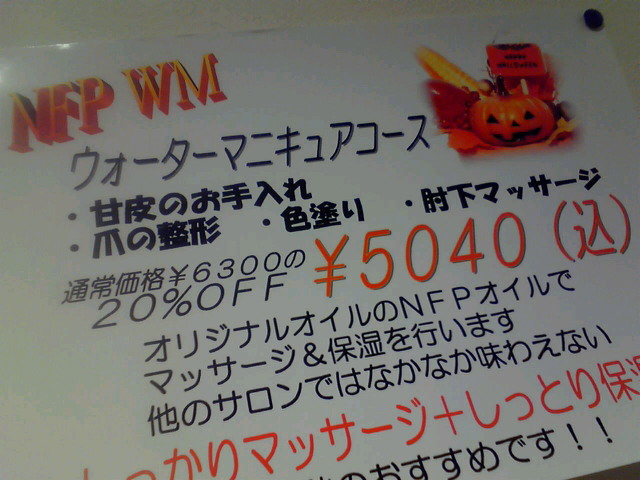 NFP WM
ウォーターマニキュアコース
・甘皮のお手入れ
・爪の整形 ・色塗り ・肘下マッサージ
通常価格¥6300の
20%OFF ¥5040(込)
オリジナルオイルのNFPオイルで
マッサージ&保湿を行います
他のサロンではなかなか味わえない
っかりマッサージ+しっとり保湿
のおすすめです!!